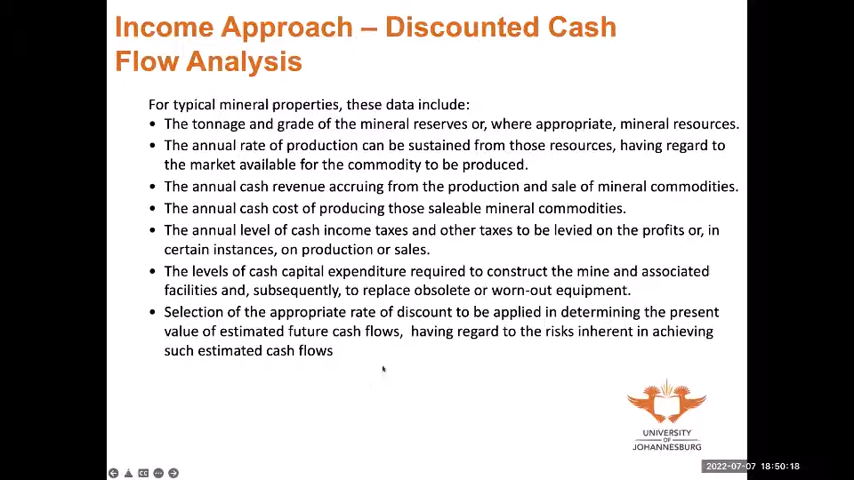 Income Approach – Discounted Cash
Flow Analysis
For typical mineral properties, these data include:
• The tonnage and grade of the mineral reserves or, where appropriate, mineral resources.
• The annual rate of production can be sustained from those resources, having regard to
the market available for the commodity to be produced.
• The annual cash revenue accruing from the production and sale of mineral commodities.
• The annual cash cost of producing those saleable mineral commodities.
• The annual level of cash income taxes and other taxes to be levied on the profits or, in
certain instances, on production or sales.
• The levels of cash capital expenditure required to construct the mine and associated
facilities and, subsequently, to replace obsolete or worn-out equipment.
• Selection of the appropriate rate of discount to be applied in determining the present
value of estimated future cash flows, having regard to the risks inherent in achieving
such estimated cash flows
UNIVERSITY
OF
JOHANNESBURG
CC
2022-07-07 18:50:18